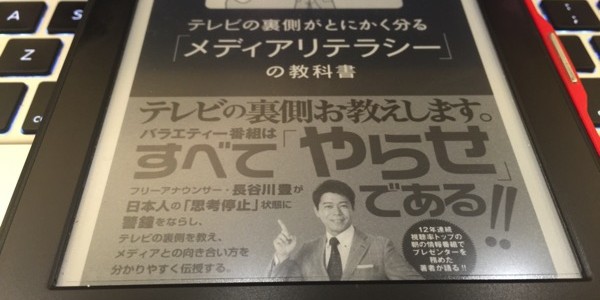 A
S
Z
テレビの裏側がとにかく分る
「メディアリテラシー」
の教科書
テレビの裏側お教えします。
バラエティー番組は
すべて「やらせ」
である!!
フリーアナウンサー・長谷川豊が
日本人の「思考停止」状態に
警鐘をならし、
テレビの裏側を教え、
メディアとの向き合い方を
分かりやすく伝授する。
12年連続
視聴率トップの
朝の情報番組で
プレゼンターを
務めた
著者が語る!!